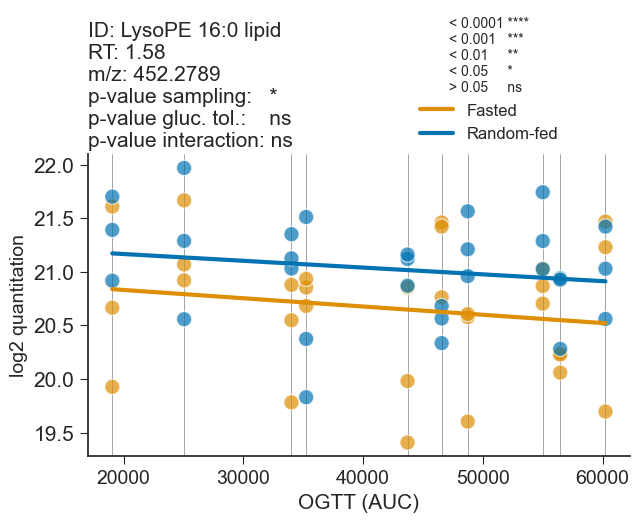 ID: LysoPE 16:0 lipid
RT: 1.58
m/z: 452.2789
p-value sampling: *
p-value gluc. tol.: ns
p-value interaction: ns
< 0.0001 ****
< 0.001 ***
< 0.01 **
< 0.05 *
> 0.05 ns
Fasted
Random-fed
log2 quantitation
22.0
21.5
21.0
20.5
20.0
19.5
20000 30000 40000 50000 60000
OGTT (AUC)